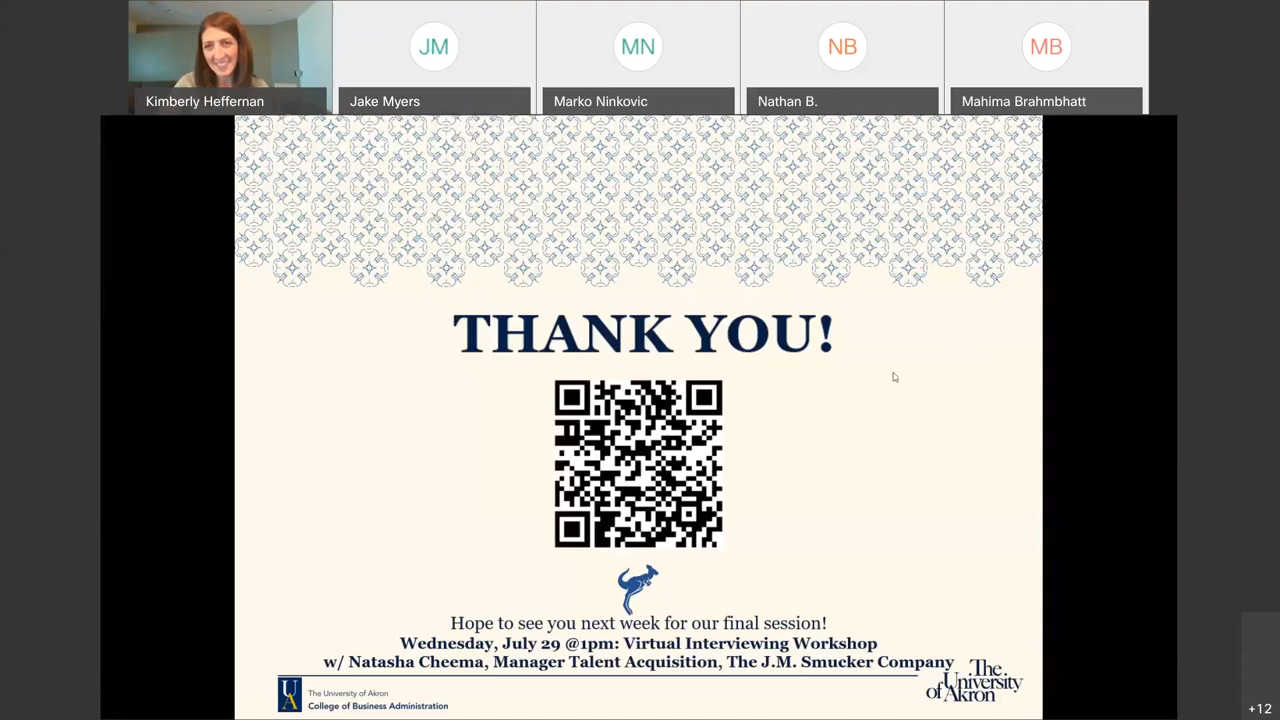 JM
MN
NB
MB
Kimberly Heffernan
Jake Myers
Marko Ninkovic
Nathan B.
Mahima Brahmbhatt
THANK YOU!
Hope to see you next week for our final session!
Wednesday, July 29 @1pm: Virtual Interviewing Workshop
w/ Natasha Cheema, Manager Talent Acquisition, The J.M. Smucker Company
UA
The University of Akron
College of Business Administration
The
University
of Akron
+12